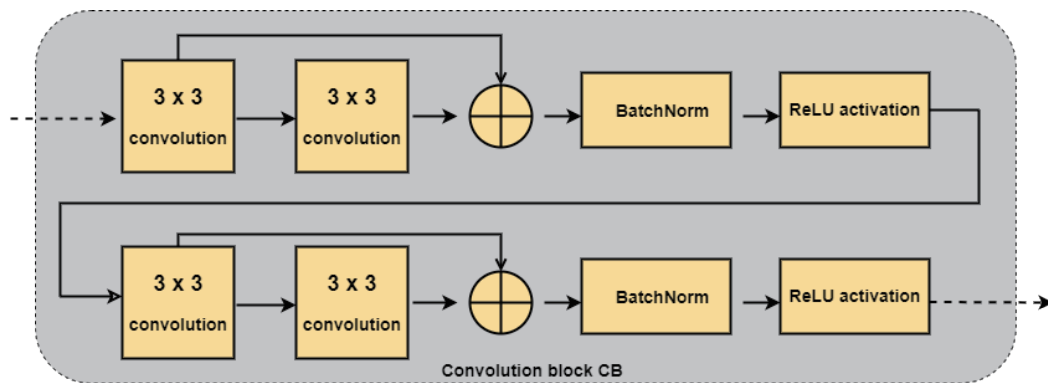 3 x 3
convolution
3 x 3
convolution
BatchNorm
ReLU activation
3 x 3
convolution
3 x 3
convolution
BatchNorm
ReLU activation
Convolution block CB